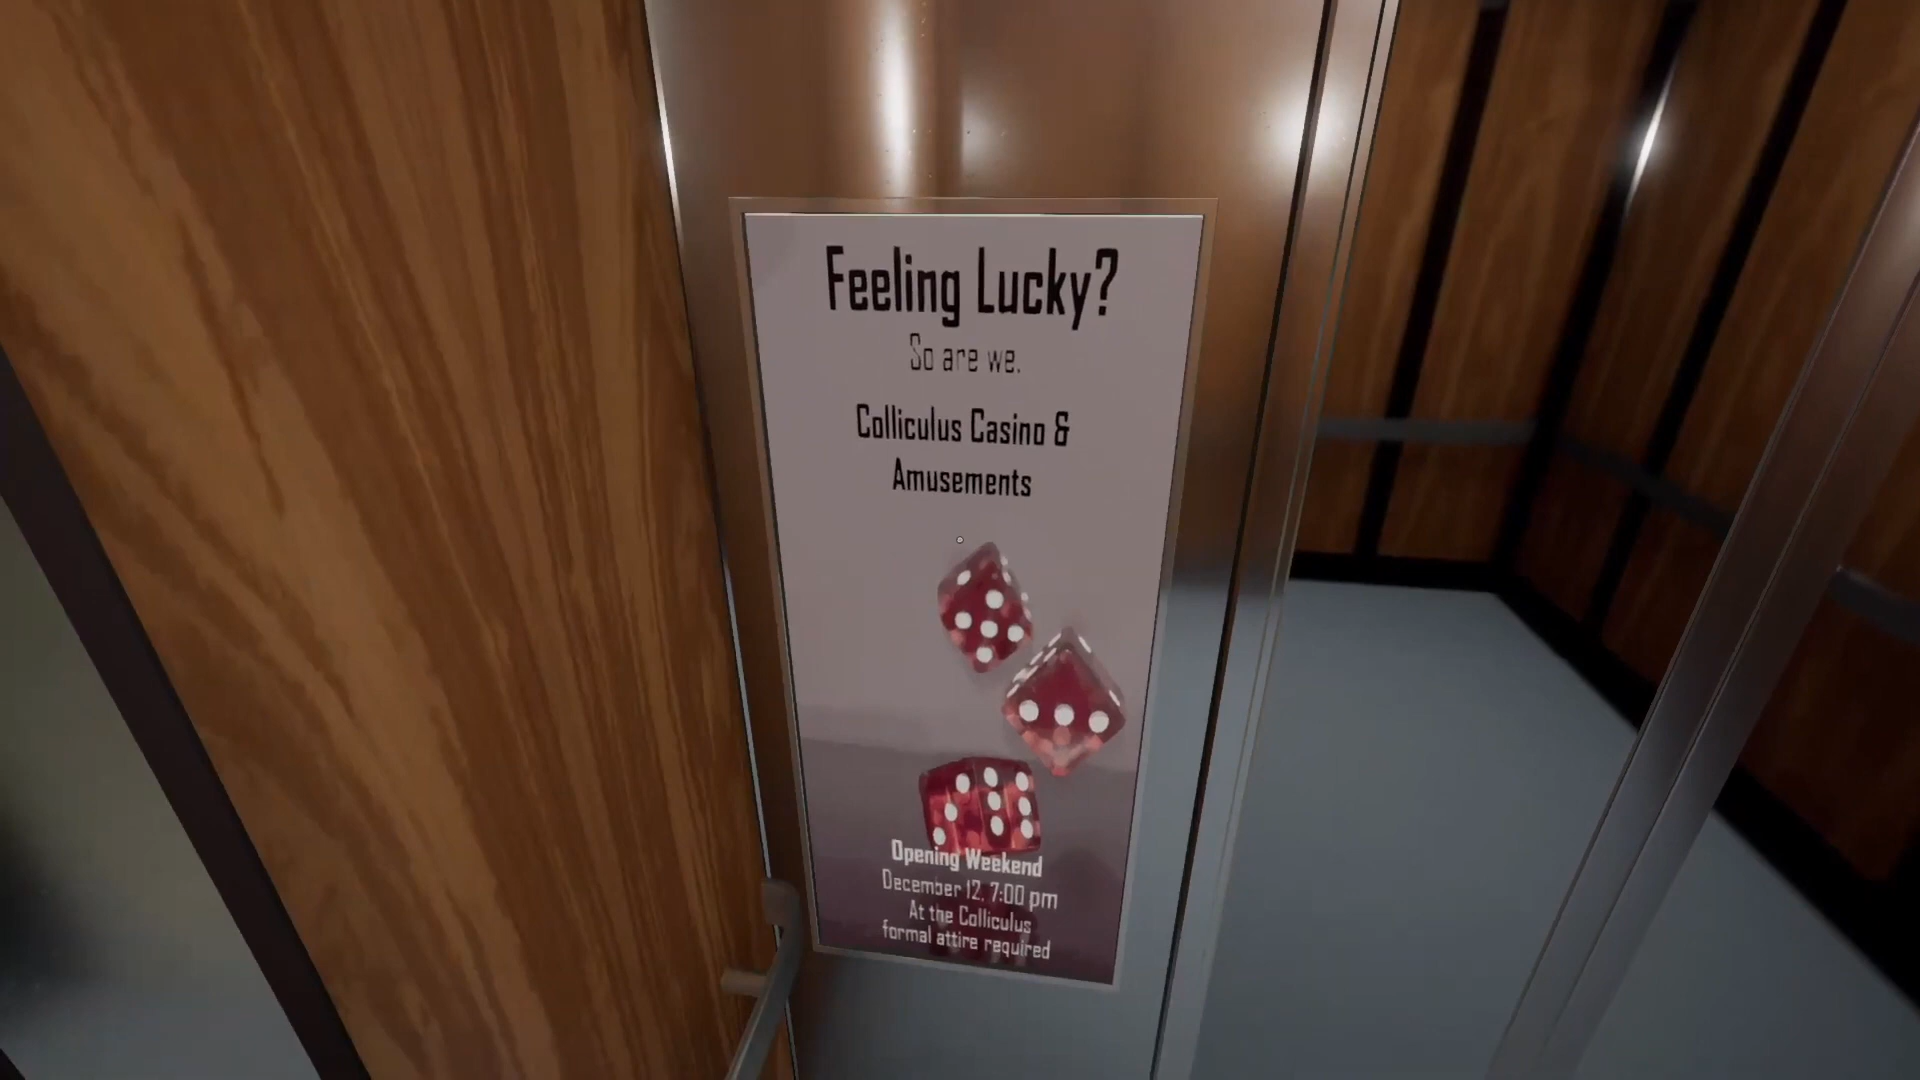 Feeling Lucky?
So are we.
Colliculus Casino &
Amusements
Opening Weekend
December 12, 7:00 pm
At the Colliculus
formal attire required